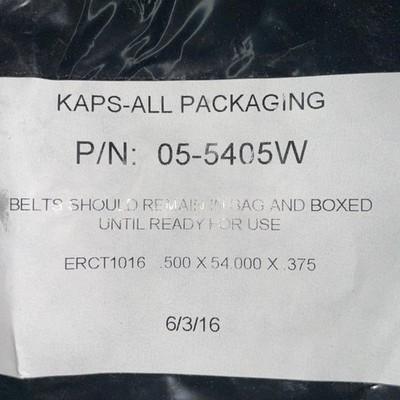 KAPS-ALL PACKAGING
P/N: 05-5405W
BELTS SHOULD REMAIN IN BAG AND BOXED
UNTIL READY FOR USE
ERCT1016 .500 X 54.000 X .375
6/3/16